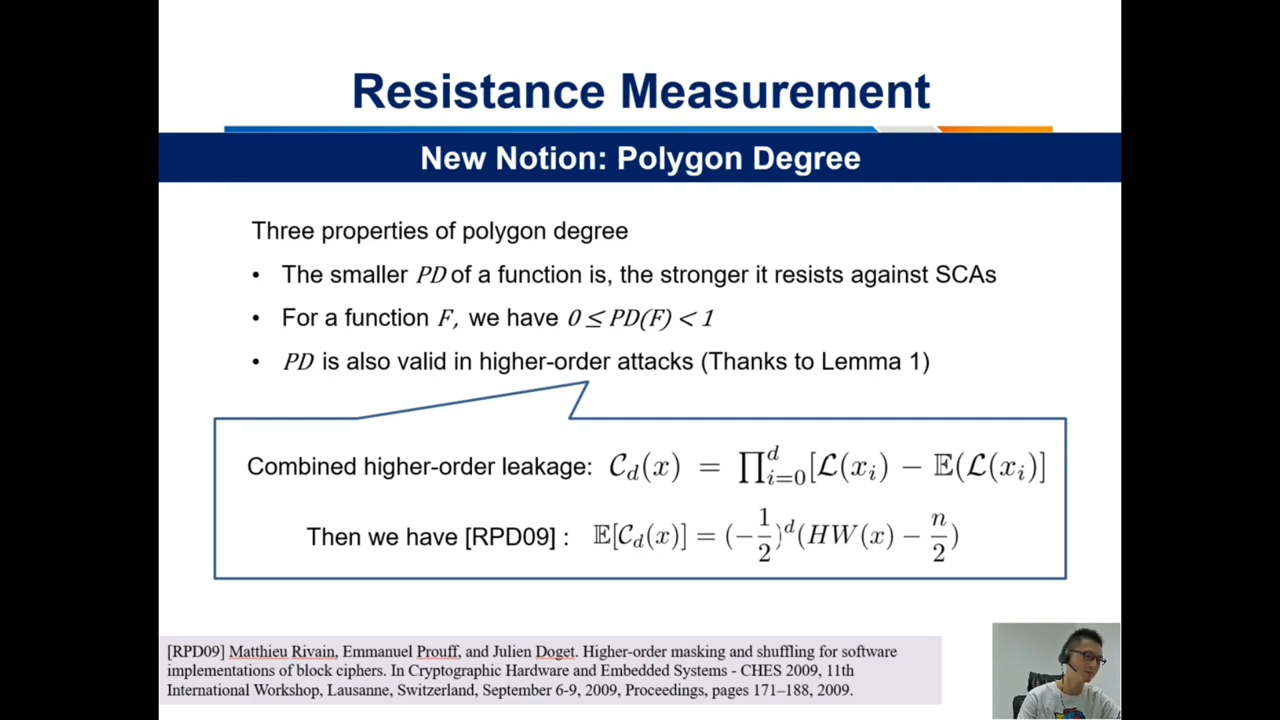 Resistance Measurement
New Notion: Polygon Degree
Three properties of polygon degree
• The smaller PD of a function is, the stronger it resists against SCAs
• For a function F, we have 0 ≤ PD(F) < 1
• PD is also valid in higher-order attacks (Thanks to Lemma 1)
Combined higher-order leakage: 𝒞_d(x) = ∏_{i=0}^{d}[ℒ(x_i) − 𝔼(ℒ(x_i)]
Then we have [RPD09] : 𝔼[𝒞_d(x)] = (−1/2)^d(HW(x) − n/2)
[RPD09] Matthieu Rivain, Emmanuel Prouff, and Julien Doget. Higher-order masking and shuffling for software
implementations of block ciphers. In Cryptographic Hardware and Embedded Systems - CHES 2009, 11th
International Workshop, Lausanne, Switzerland, September 6-9, 2009, Proceedings, pages 171–188, 2009.